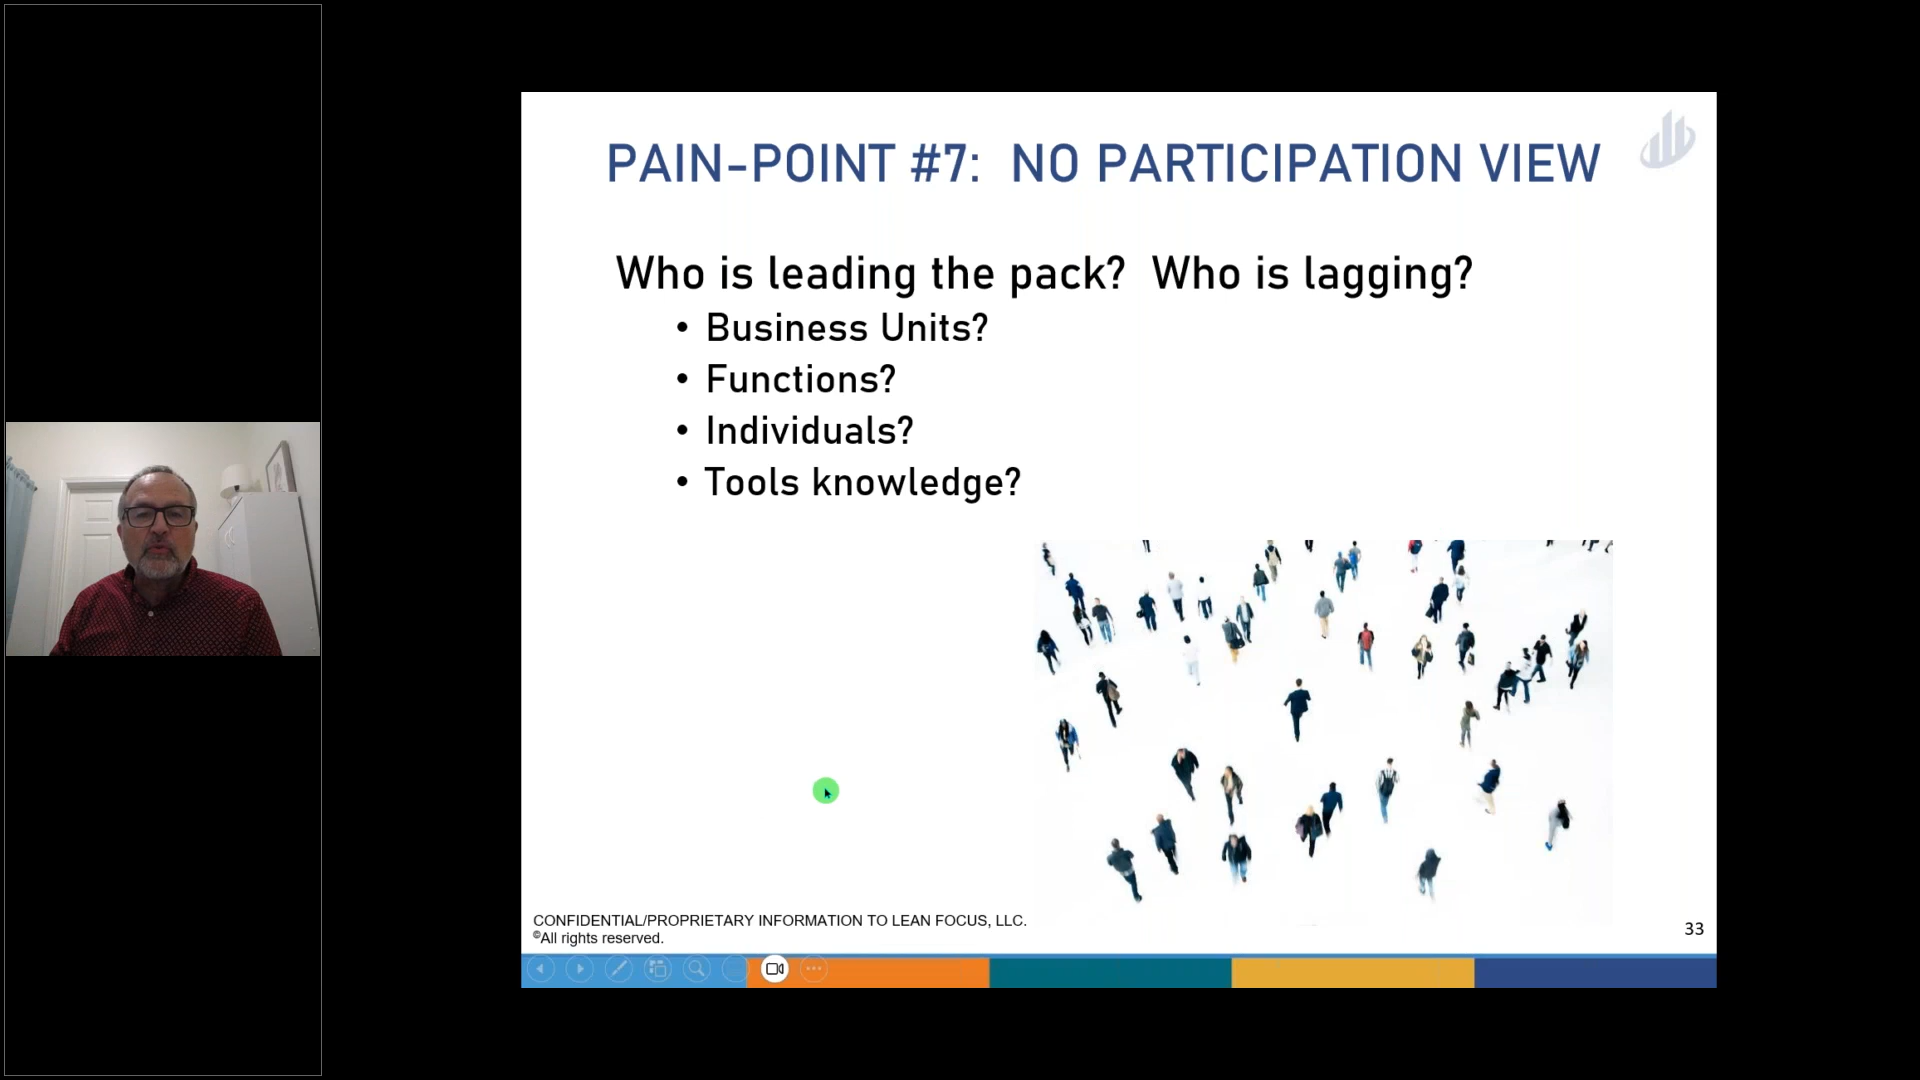 PAIN-POINT #7: NO PARTICIPATION VIEW
Who is leading the pack? Who is lagging?
• Business Units?
• Functions?
• Individuals?
• Tools knowledge?
CONFIDENTIAL/PROPRIETARY INFORMATION TO LEAN FOCUS, LLC.
©All rights reserved.
33